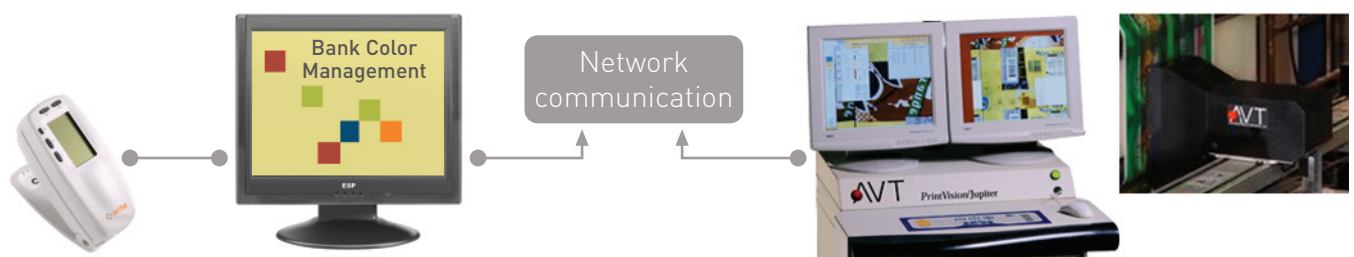 Bank Color
Management
ESP
Network
communication
AVT
PrintVision/Jupiter
AVT